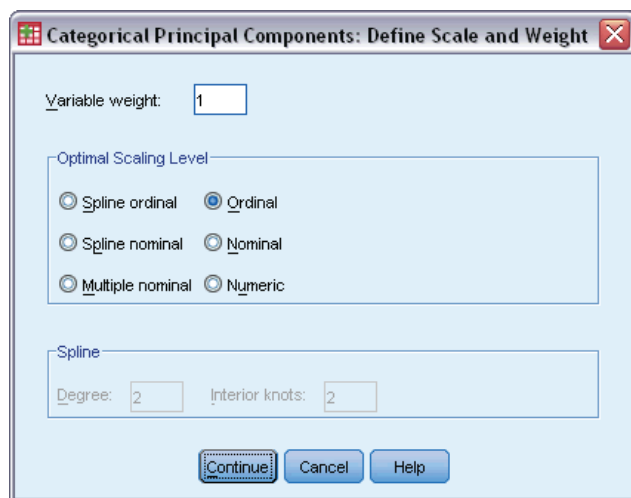 Categorical Principal Components: Define Scale and Weight
Variable weight: 1
Optimal Scaling Level
Spline ordinal Ordinal
Spline nominal Nominal
Multiple nominal Numeric
Spline
Degree: 2 Interior knots: 2
Continue Cancel Help